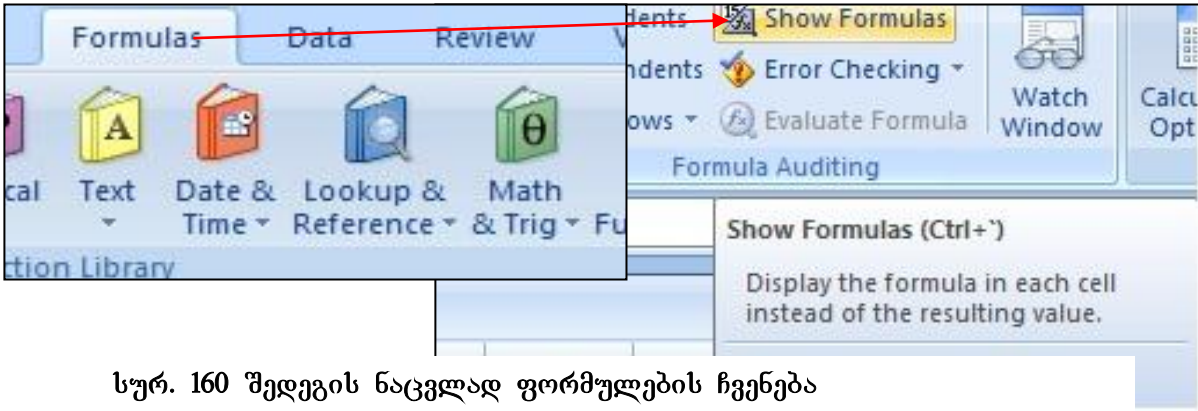 Formulas Data Review
Text Date & Time Lookup & Reference Math & Trig
Library
Show Formulas
Error Checking
Evaluate Formula
Watch Window
Formula Auditing
Show Formulas (Ctrl+`)
Display the formula in each cell
instead of the resulting value.
სურ. 160 შედეგის ნაცვლად ფორმულების ჩვენება